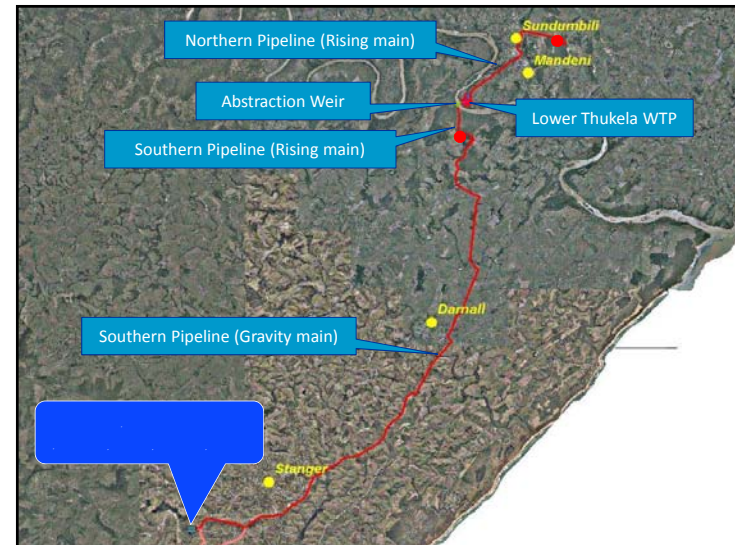 Sundumbili
Northern Pipeline (Rising main)
Mandeni
Abstraction Weir
Lower Thukela WTP
Southern Pipeline (Rising main)
Darnall
Southern Pipeline (Gravity main)
Stanger